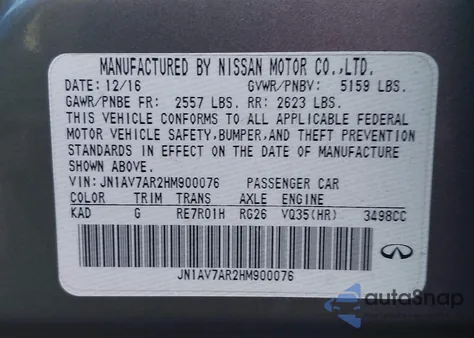 MANUFACTURED BY NISSAN MOTOR CO.,LTD.
DATE: 12/16 GVWR/PNBV: 5159 LBS.
GAWR/PNBE FR: 2557 LBS. RR: 2623 LBS.
THIS VEHICLE CONFORMS TO ALL APPLICABLE FEDERAL
MOTOR VEHICLE SAFETY, BUMPER, AND THEFT PREVENTION
STANDARDS IN EFFECT ON THE DATE OF MANUFACTURE
SHOWN ABOVE.
VIN: JN1AV7AR2HM900076 PASSENGER CAR
COLOR TRIM TRANS AXLE ENGINE
KAD G RE7R01H RG26 VQ35(HR) 3498CC
JN1AV7AR2HM900076
autoSnap